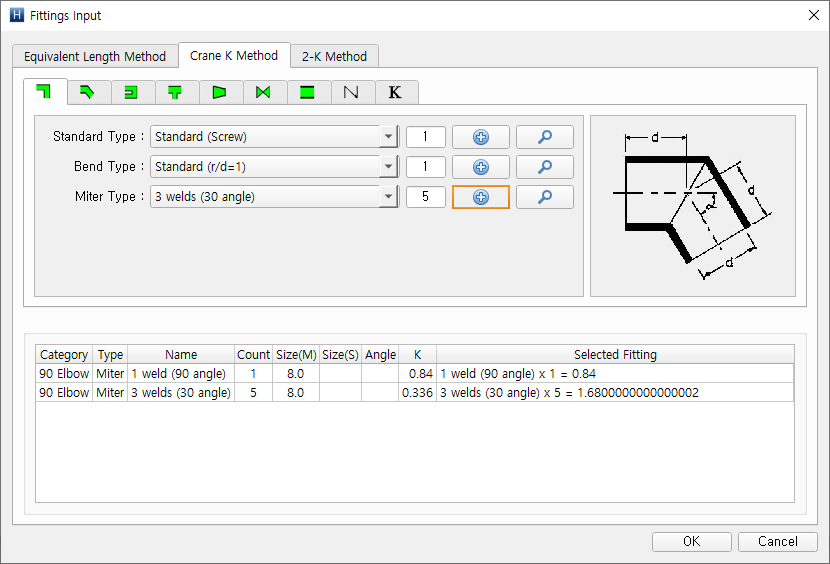 H Fittings Input
Equivalent Length Method Crane K Method 2-K Method
K
Standard Type : Standard (Screw) 1
Bend Type : Standard (r/d=1) 1
Miter Type : 3 welds (30 angle) 5
d
d
d
Category Type Name Count Size(M) Size(S) Angle K Selected Fitting
90 Elbow Miter 1 weld (90 angle) 1 8.0 0.84 1 weld (90 angle) x 1 = 0.84
90 Elbow Miter 3 welds (30 angle) 5 8.0 0.336 3 welds (30 angle) x 5 = 1.6800000000000002
OK Cancel